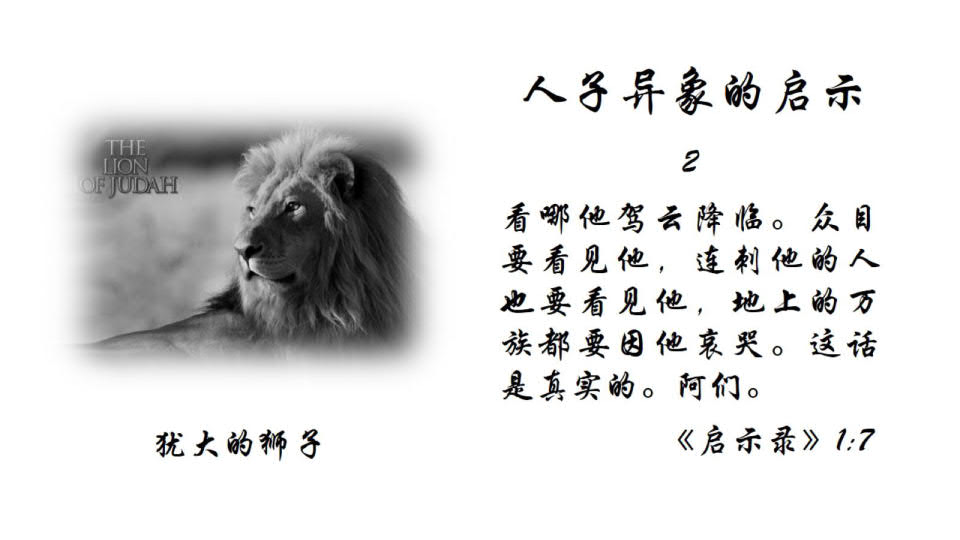 THE
LION
OF JUDAH
犹大的狮子
人子异象的启示
2
看哪他驾云降临。众目
要看见他，连刺他的人
也要看见他，地上的万
族都要因他哀哭。这话
是真实的。阿们。
《启示录》1:7